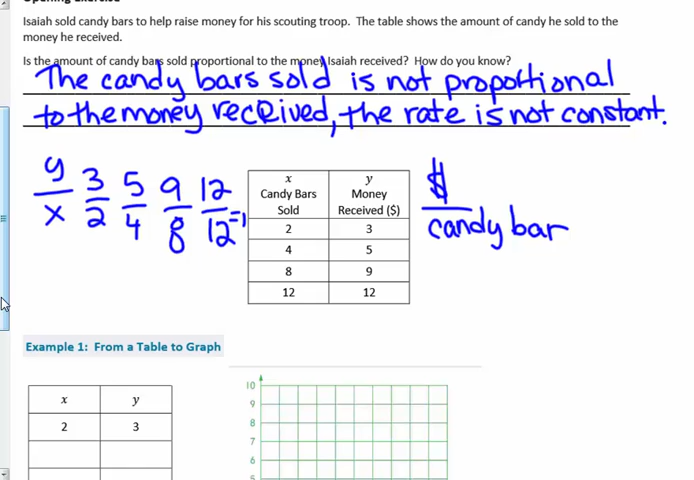 Isaiah sold candy bars to help raise money for his scouting troop. The table shows the amount of candy he sold to the
money he received.
Is the amount of candy bars sold proportional to the money Isaiah received? How do you know?
The candy bars sold is not proportional
to the money received, the rate is not constant.
y/x 3/2 5/4 9/8 12/12=1
x y
Candy Bars Sold Money Received ($)
2 3
4 5
8 9
12 12
$/candy bar
Example 1: From a Table to Graph
x y
2 3
10
9
8
7
6
5